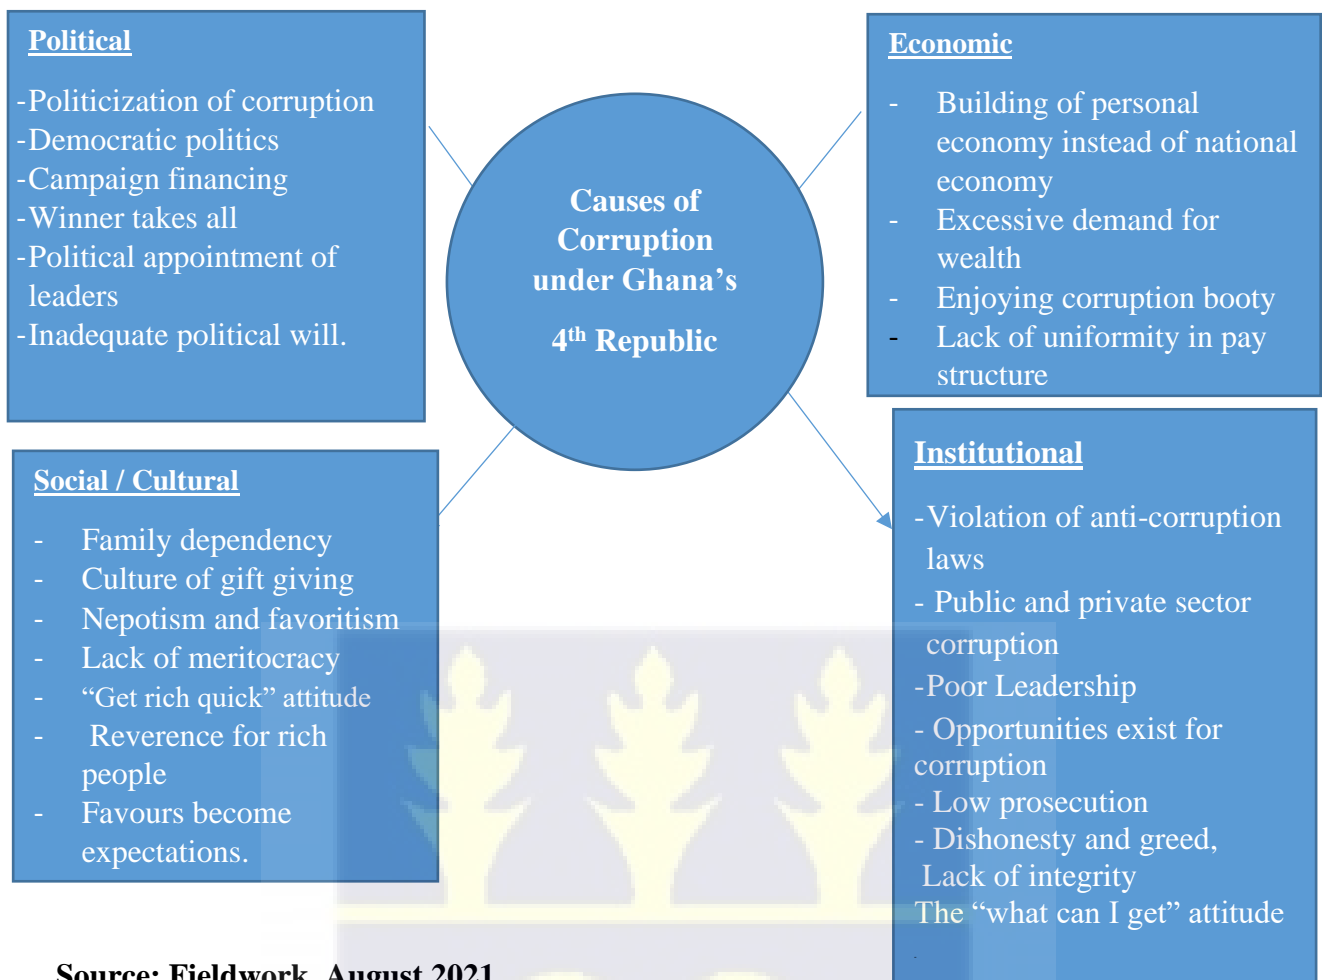 Political
-Politicization of corruption
-Democratic politics
-Campaign financing
-Winner takes all
-Political appointment of
leaders
-Inadequate political will.
Economic
- Building of personal
economy instead of national
economy
- Excessive demand for
wealth
- Enjoying corruption booty
- Lack of uniformity in pay
structure
Causes of
Corruption
under Ghana’s
4th Republic
Social / Cultural
- Family dependency
- Culture of gift giving
- Nepotism and favoritism
- Lack of meritocracy
- “Get rich quick” attitude
- Reverence for rich
people
- Favours become
expectations.
Institutional
-Violation of anti-corruption
laws
- Public and private sector
corruption
-Poor Leadership
- Opportunities exist for
corruption
- Low prosecution
- Dishonesty and greed,
Lack of integrity
The “what can I get” attitude
.
Source: Fieldwork, August 2021